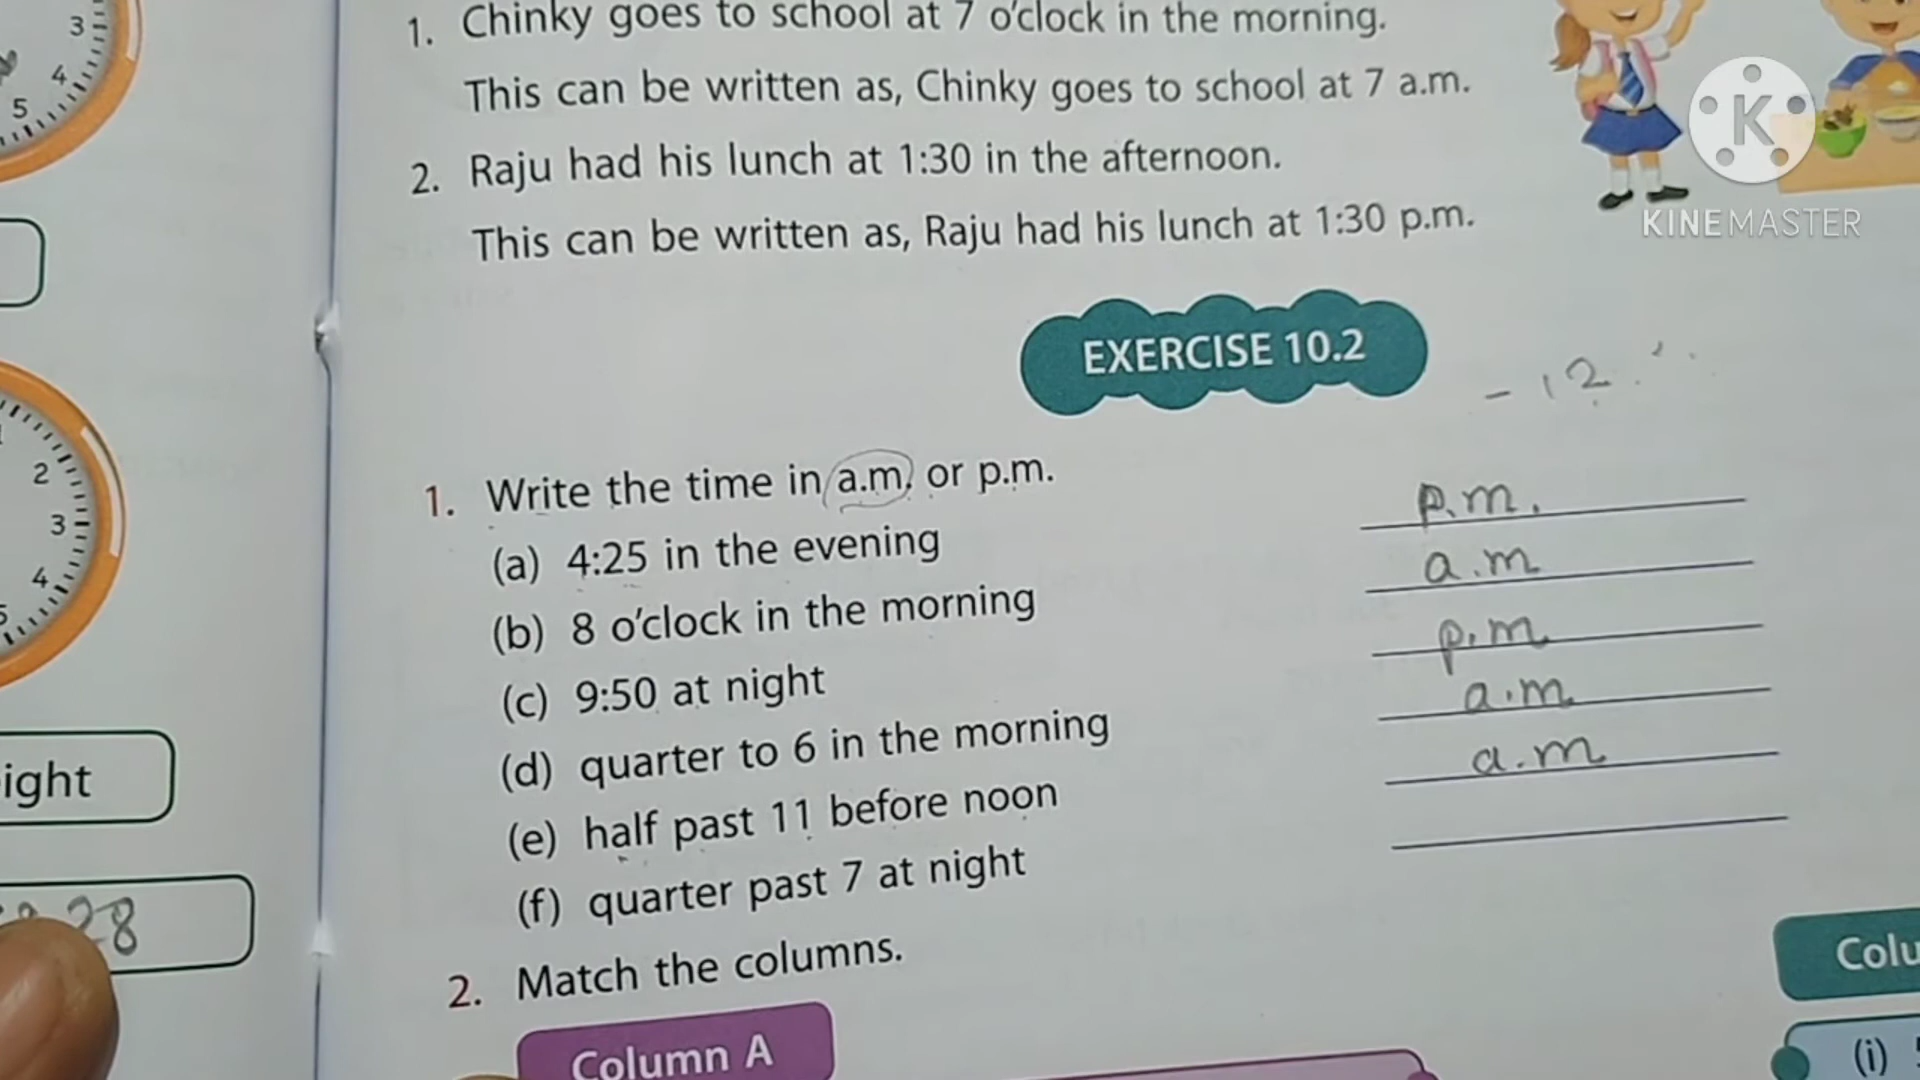 3
4
5
1. Chinky goes to school at 7 o'clock in the morning.
This can be written as, Chinky goes to school at 7 a.m.
2. Raju had his lunch at 1:30 in the afternoon.
This can be written as, Raju had his lunch at 1:30 p.m.
K
KINEMASTER
EXERCISE 10.2
- 12
1. Write the time in a.m. or p.m.
(a) 4:25 in the evening p.m.
(b) 8 o'clock in the morning a.m
(c) 9:50 at night p.m
(d) quarter to 6 in the morning a.m
(e) half past 11 before noon a.m
(f) quarter past 7 at night
2
3
4
5
ight
28
2. Match the columns.
Column A
Colu
(i)